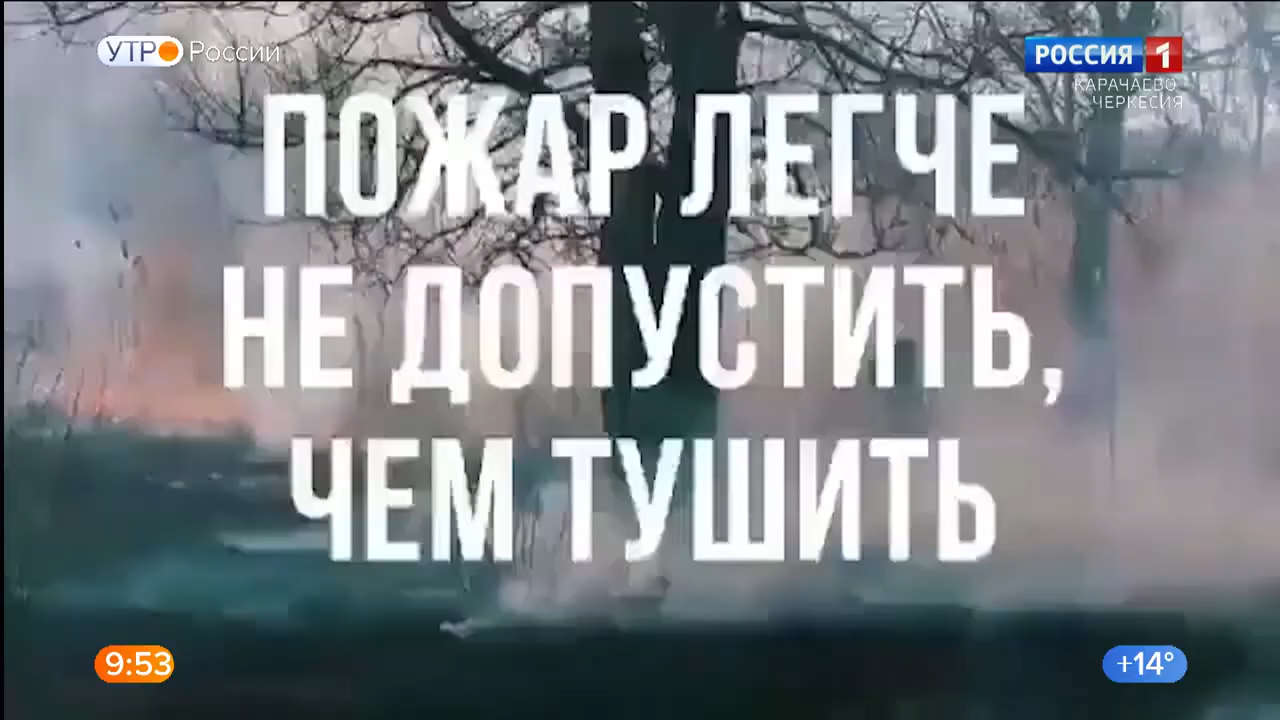 УТРО России
РОССИЯ 1
КАРАЧАЕВО
ЧЕРКЕСИЯ
ПОЖАР ЛЕГЧЕ
НЕ ДОПУСТИТЬ,
ЧЕМ ТУШИТЬ
9:53
+14°